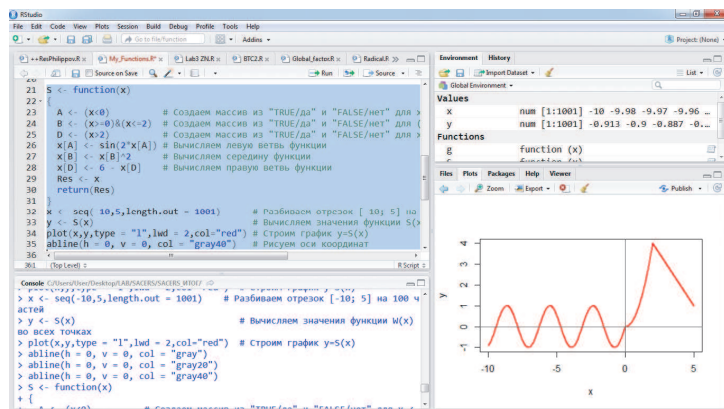 RStudio
File Edit Code View Plots Session Build Debug Profile Tools Help
Go to file/function Addins Project: (None)
++ResPhilippov.R My_Functions.R* Lab3 ZN.R BTC2.R Global_factor.R Radical.R
Source on Save Run Source
21 S <- function(x)
22 {
23 A <- (x<0) # Создаем массив из "TRUE/да" и "FALSE/нет" для x
24 B <- (x>=0)&(x<=2) # Создаем массив из "TRUE/да" и "FALSE/нет" для (
25 D <- (x>2) # Создаем массив из "TRUE/да" и "FALSE/нет" для x
26 x[A] <- sin(2*x[A]) # Вычисляем левую ветвь функции
27 x[B] <- x[B]^2 # Вычисляем середину функции
28 x[D] <- 6 - x[D] # Вычисляем правую ветвь функции
29 Res <- x
30 return(Res)
31 }
32 x <- seq(-10,5,length.out = 1001) # Разбиваем отрезок [-10; 5] на
33 y <- S(x) # Вычисляем значения функции S(x
34 plot(x,y,type = "l",lwd = 2,col="red") # Строим график y=S(x)
35 abline(h = 0, v = 0, col = "gray40") # Рисуем оси координат
36
36:1 (Top Level) R Script
Console C:/Users/User/Desktop/LAB/SACERS/SACERS_ИТОГ/
> x <- seq(-10,5,length.out = 1001) # Разбиваем отрезок [-10; 5] на 100 ч
астей
> y <- S(x) # Вычисляем значения функции W(x)
во всех точках
> plot(x,y,type = "l",lwd = 2,col="red") # Строим график y=S(x)
> abline(h = 0, v = 0, col = "gray")
> abline(h = 0, v = 0, col = "gray20")
> abline(h = 0, v = 0, col = "gray40")
> S <- function(x)
+ {
Environment History
Import Dataset List
Global Environment
Values
x num [1:1001] -10 -9.98 -9.97 -9.96 …
y num [1:1001] -0.913 -0.9 -0.887 -0.…
Functions
g function (x)
Files Plots Packages Help Viewer
Zoom Export Publish
4
3
2
y
1
0
-1
-10 -5 0 5
x